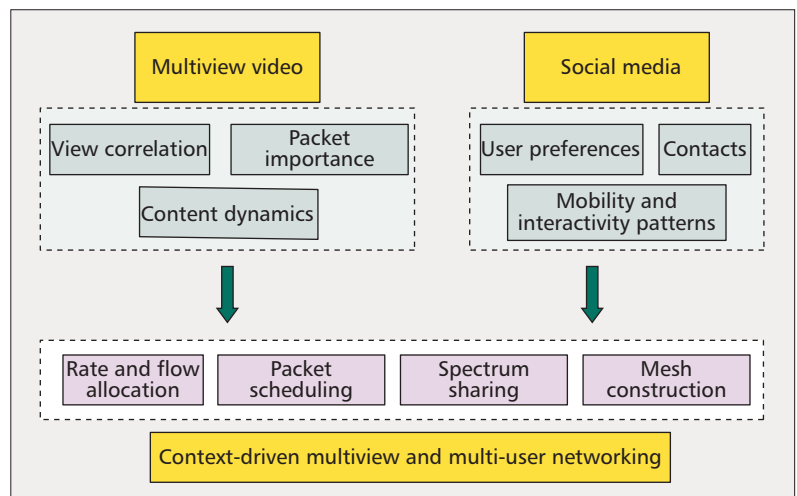 Multiview video
Social media
View correlation
Packet
importance
Content dynamics
User preferences
Contacts
Mobility and
interactivity patterns
Rate and flow
allocation
Packet
scheduling
Spectrum
sharing
Mesh
construction
Context-driven multiview and multi-user networking